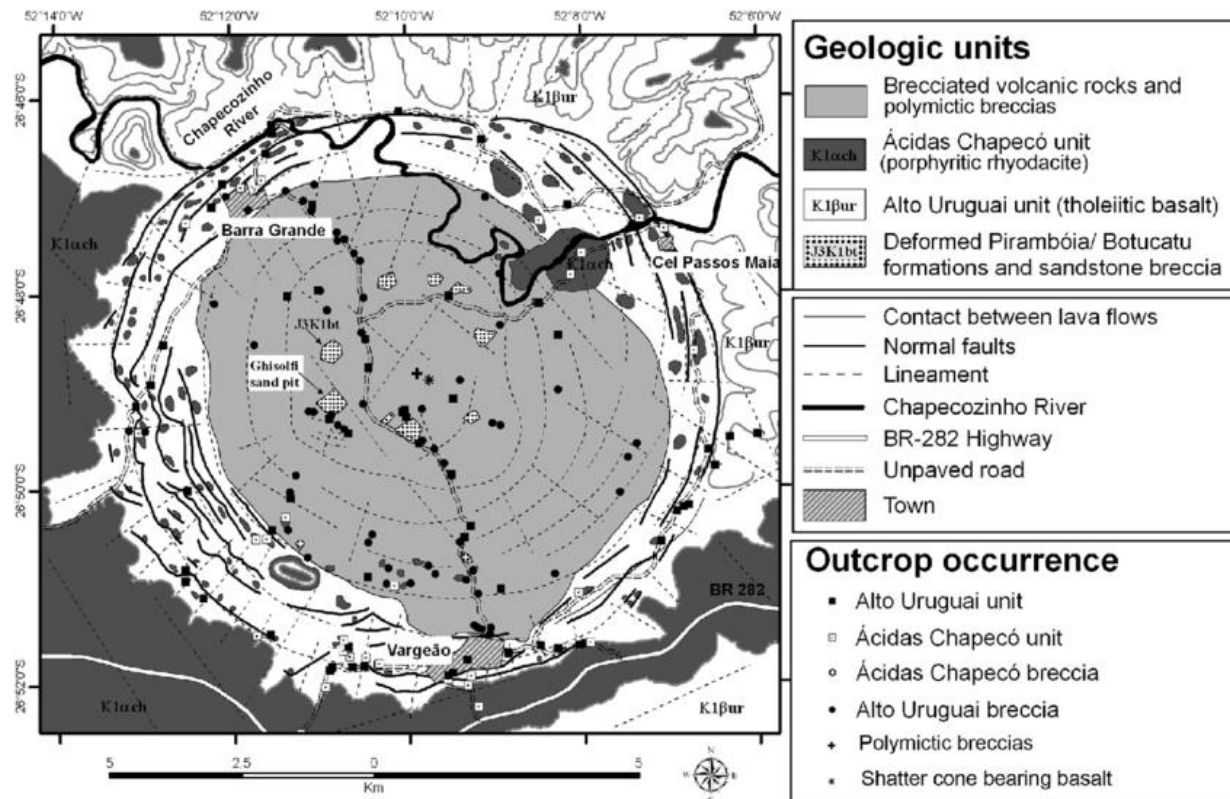 52°14'0"W 52°12'0"W 52°10'0"W 52°8'0"W 52°6'0"W
26°46'0"S
26°48'0"S
26°50'0"S
26°52'0"S
Chapecozinho
River
K1βur
K1αch
Barra Grande
K1αch
Cel Passos Maia
J3K1bt
K1βur
Ghisolfi
sand pit
BR 282
Vargeão
K1αch
K1βur
5 2.5 0 5
Km
N
W E
S
Geologic units
Brecciated volcanic rocks and
polymictic breccias
K1αch
Ácidas Chapecó unit
(porphyritic rhyodacite)
K1βur
Alto Uruguai unit (tholeiitic basalt)
J3K1bt
Deformed Pirambóia/ Botucatu
formations and sandstone breccia
Contact between lava flows
Normal faults
Lineament
Chapecozinho River
BR-282 Highway
Unpaved road
Town
Outcrop occurrence
Alto Uruguai unit
Ácidas Chapecó unit
Ácidas Chapecó breccia
Alto Uruguai breccia
Polymictic breccias
Shatter cone bearing basalt